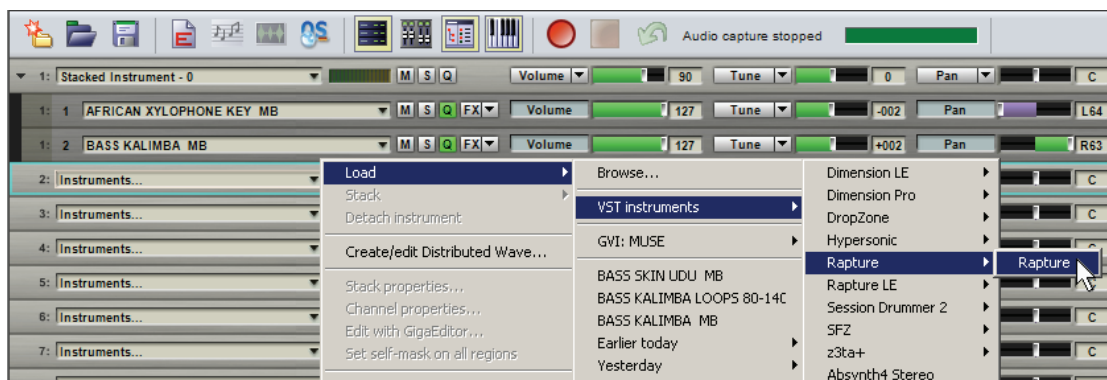 QS Audio capture stopped
1: Stacked Instrument - 0 M S Q Volume 90 Tune 0 Pan C
1: 1 AFRICAN XYLOPHONE KEY MB M S Q FX Volume 127 Tune -002 Pan L64
1: 2 BASS KALIMBA MB M S Q FX Volume 127 Tune +002 Pan R63
2: Instruments... C
3: Instruments... C
4: Instruments...
5: Instruments... C
6: Instruments... C
7: Instruments... C
Load
Stack
Detach instrument
Create/edit Distributed Wave...
Stack properties...
Channel properties...
Edit with GigaEditor...
Set self-mask on all regions
Browse...
VST instruments
GVI: MUSE
BASS SKIN UDU MB
BASS KALIMBA LOOPS 80-14
BASS KALIMBA MB
Earlier today
Yesterday
Dimension LE
Dimension Pro
DropZone
Hypersonic
Rapture
Rapture LE
Session Drummer 2
SFZ
z3ta+
Absynth4 Stereo
Rapture